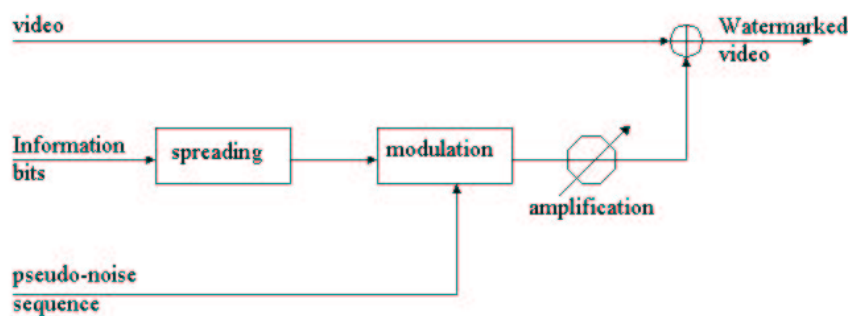 video
Watermarked
video
Information
bits
spreading
modulation
amplification
pseudo-noise
sequence